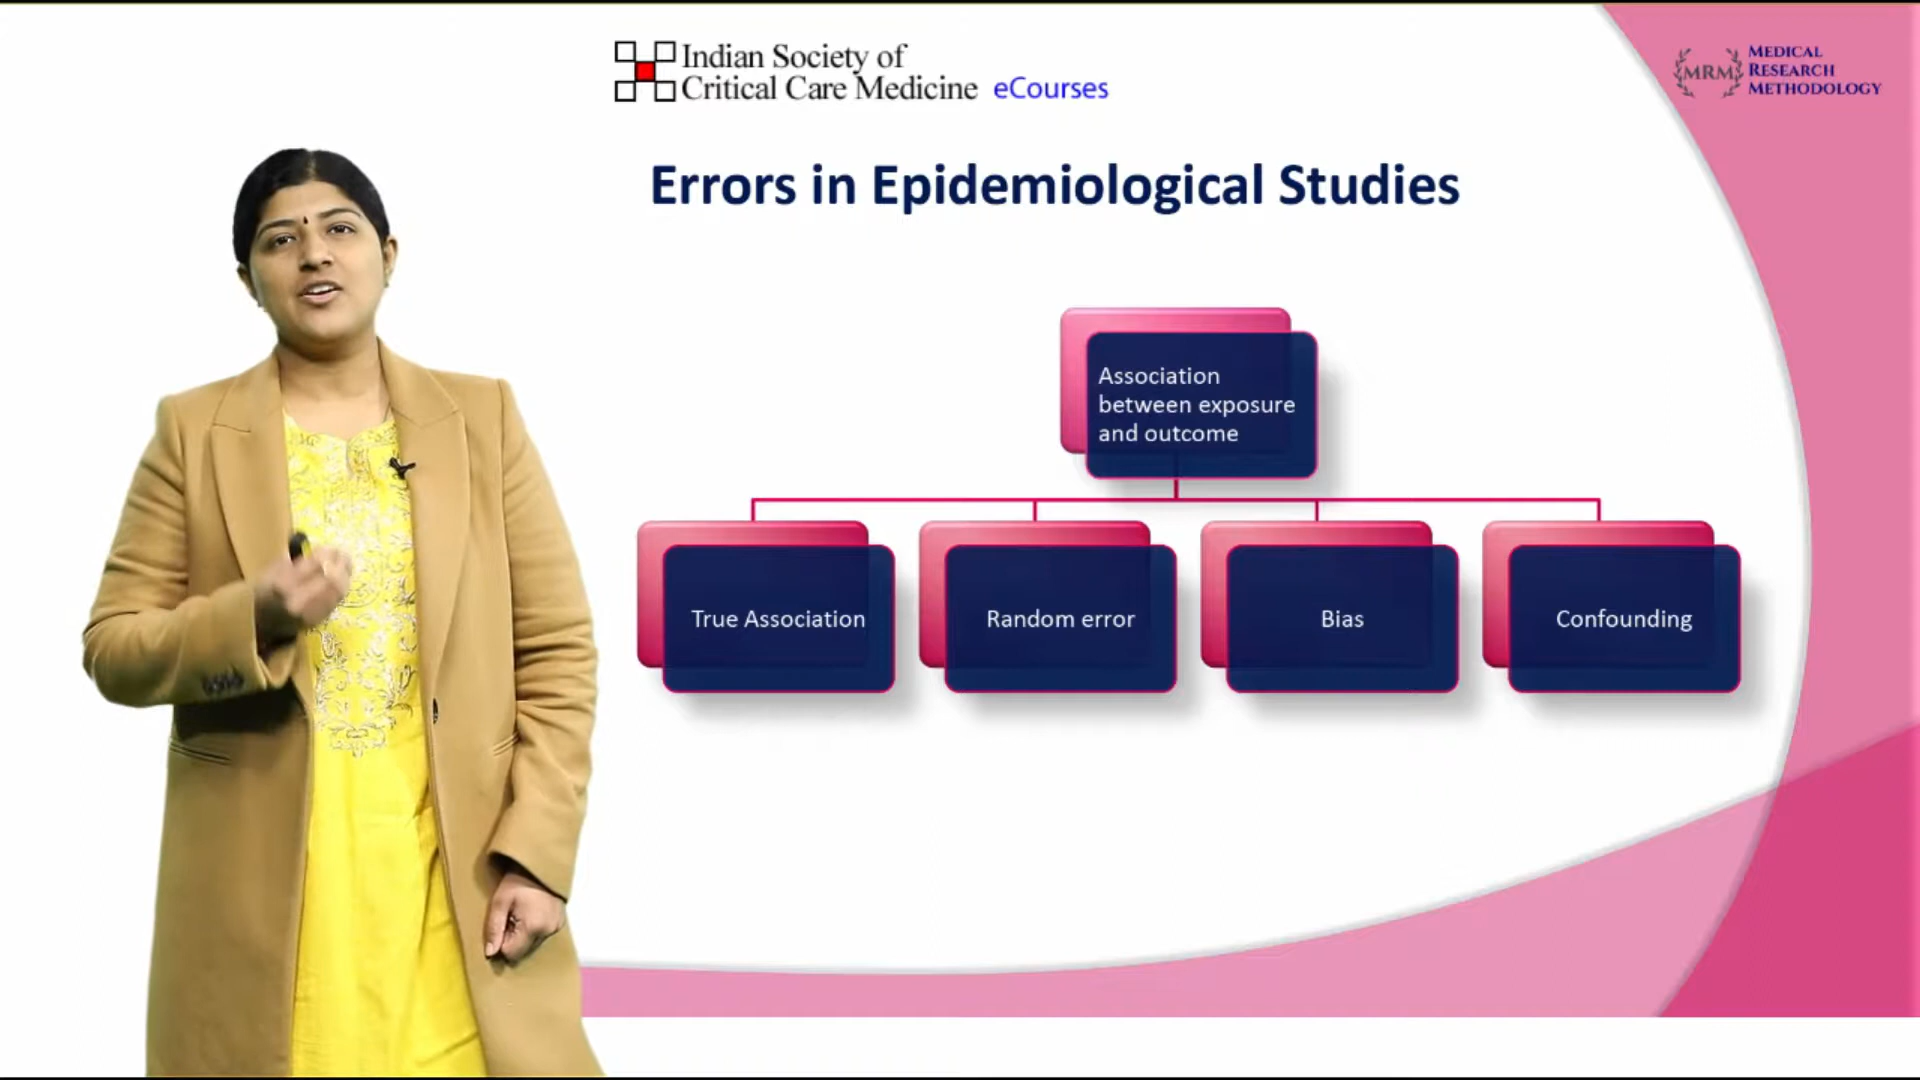 Indian Society of
Critical Care Medicine eCourses
MRM
Medical
Research
Methodology
Errors in Epidemiological Studies
Association
between exposure
and outcome
True Association
Random error
Bias
Confounding